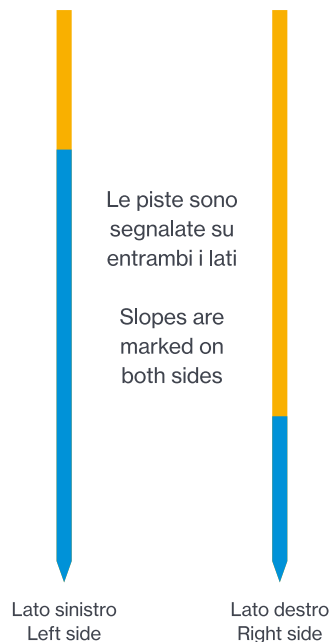 Le piste sono
segnalate su
entrambi i lati
Slopes are
marked on
both sides
Lato sinistro
Left side
Lato destro
Right side